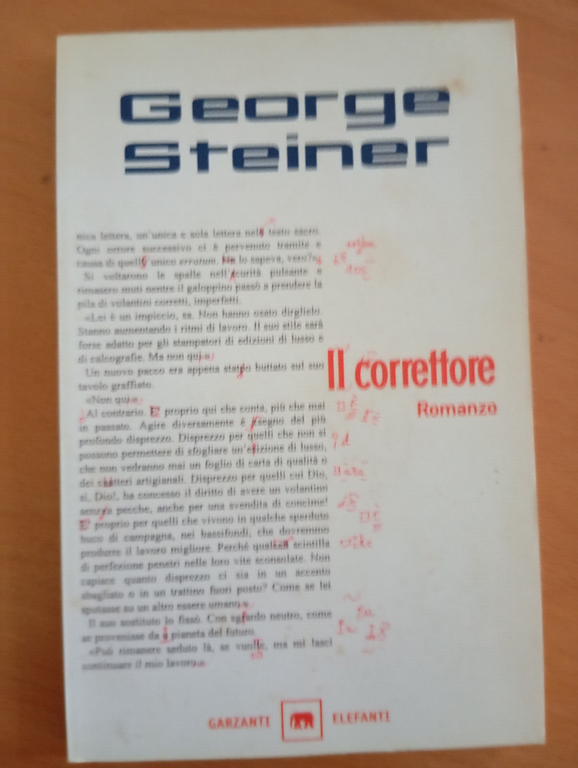 George
Steiner
nica lettera, un'unica e sola lettera nel testo sacro.
Ogni errore successivo ci è pervenuto tramite e
causa di quell unico erratum. lo sapeva, vero?»
Si voltarono le spalle nell' curità pulsante e
rimasero muti mentre il galoppino passò a prendere la
pila di volantini corretti, imperfetti.
«Lei è un impiccio, sa. Non hanno osato dirglielo.
Stanno aumentando i ritmi di lavoro. Il suo stile sarà
forse adatto per gli stampatori di edizioni di lusso e
di calcografie. Ma non qui
Un nuovo pacco era appena buttato sul suo
tavolo graffiato.
«Non qui
Al contrario. E' proprio qui che conta, più che mai
in passato. Agire diversamente è segno del più
profondo disprezzo. Disprezzo per quelli che non si
possono permettere di sfogliare un' izione di lusso,
che non vedranno mai un foglio di carta di qualità o
dei tteri artigianali. Disprezzo per quelli cui Dio,
sì, Dio!, ha concesso il diritto di avere un volantino
pecche, anche per una svendita di concime!
E' proprio per quelli che vivono in qualche sperduto
buco di campagna, nei bassifondi, che dovremmo
produrre il lavoro migliore. Perché scintilla
di perfezione penetri nelle loro vite sconsolate. Non
capisce quanto disprezzo ci sia in un accento
sbagliato o in un trattino fuori posto? Come se lei
sputasse su un altro essere umano
Il suo sostituto lo fissò. Con neutro, come
se provenisse da pianeta del futuro.
«Può rimanere seduto là, se ma mi lasci
continuare il mio lavoro
Il correttore
Romanzo
GARZANTI ELEFANTI